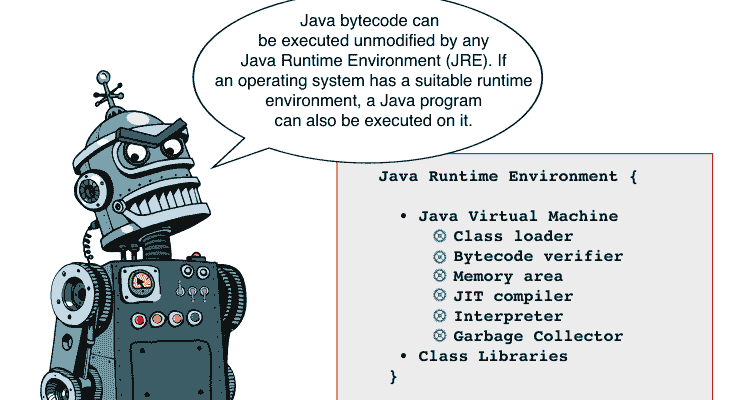 Java bytecode can
be executed unmodified by any
Java Runtime Environment (JRE). If
an operating system has a suitable runtime
environment, a Java program
can also be executed on it.
Java Runtime Environment {
• Java Virtual Machine
Class loader
Bytecode verifier
Memory area
JIT compiler
Interpreter
Garbage Collector
• Class Libraries
}